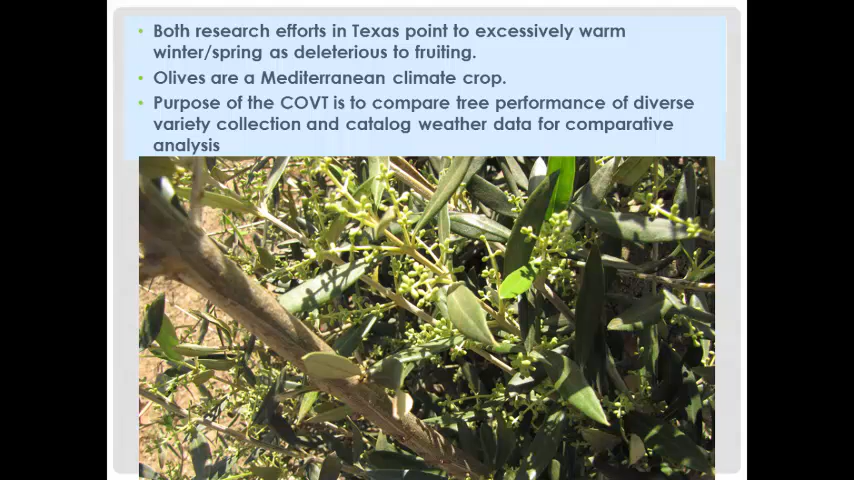 • Both research efforts in Texas point to excessively warm
winter/spring as deleterious to fruiting.
• Olives are a Mediterranean climate crop.
• Purpose of the COVT is to compare tree performance of diverse
variety collection and catalog weather data for comparative
analysis